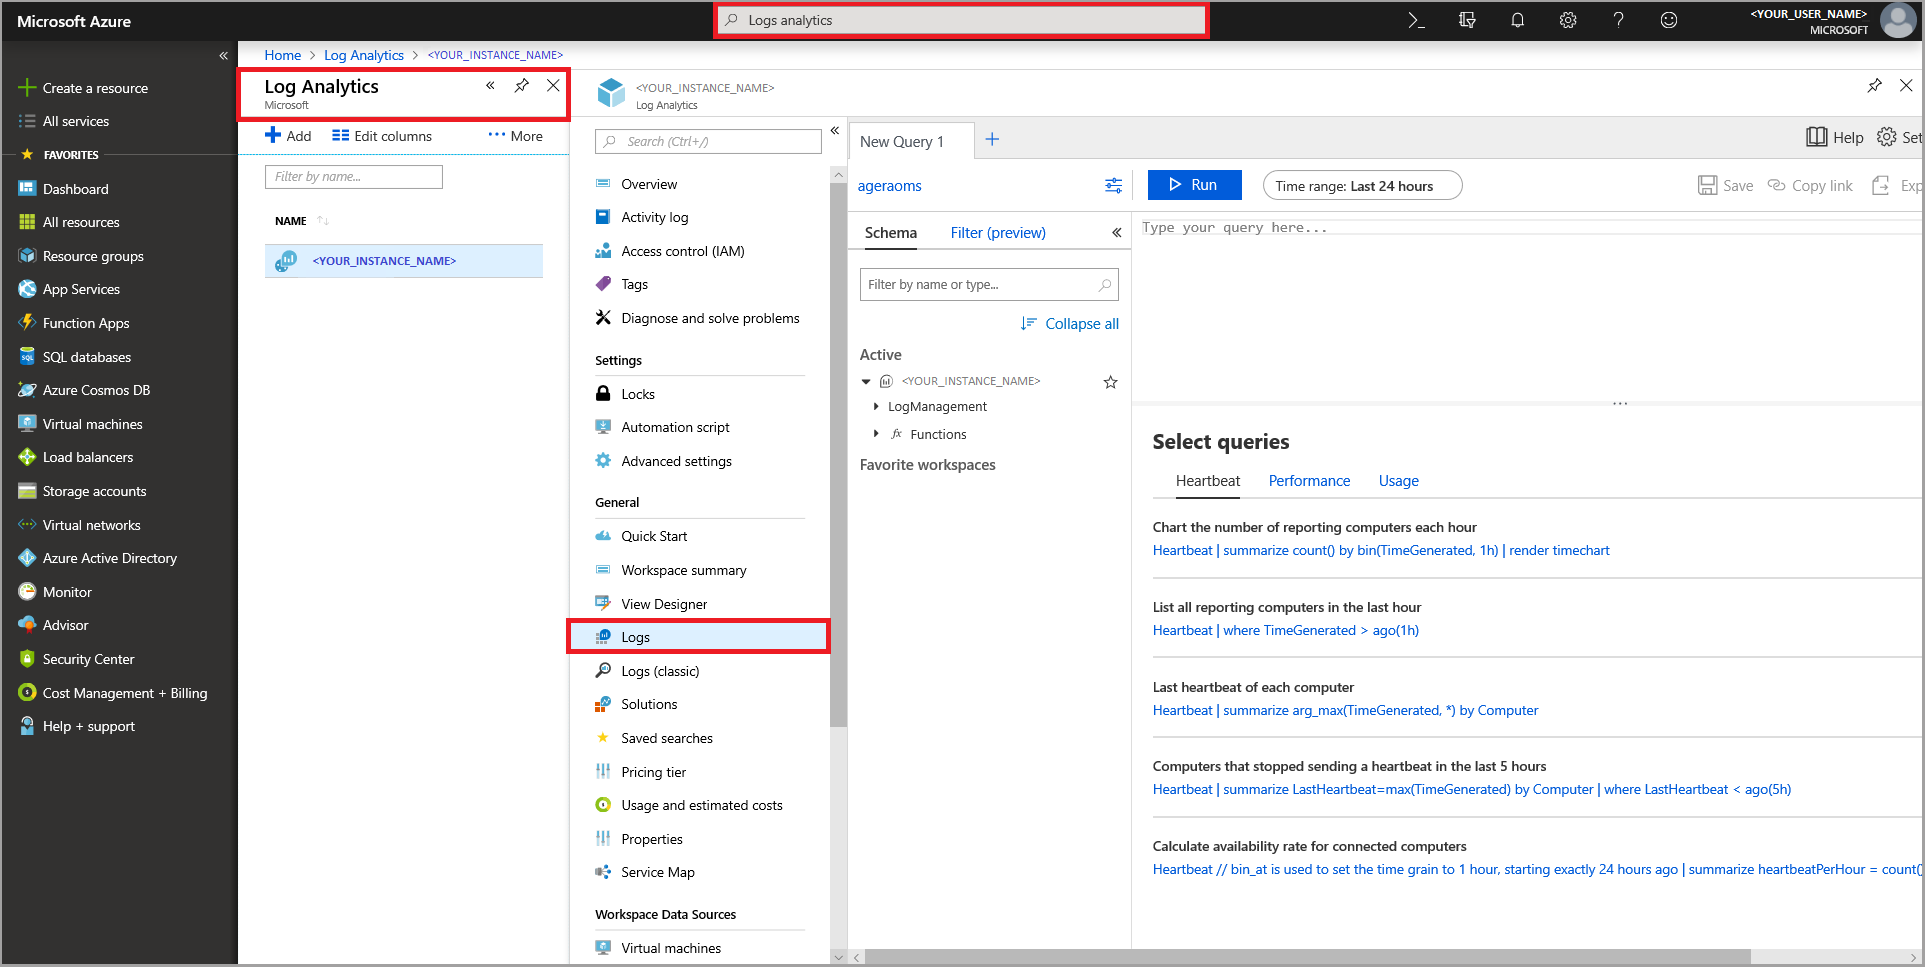 Microsoft Azure
Logs analytics
<YOUR_USER_NAME>
MICROSOFT
Create a resource
All services
FAVORITES
Dashboard
All resources
Resource groups
App Services
Function Apps
SQL databases
Azure Cosmos DB
Virtual machines
Load balancers
Storage accounts
Virtual networks
Azure Active Directory
Monitor
Advisor
Security Center
Cost Management + Billing
Help + support
Home > Log Analytics > <YOUR_INSTANCE_NAME>
Log Analytics
Microsoft
Add
Edit columns
More
Filter by name...
NAME
<YOUR_INSTANCE_NAME>
<YOUR_INSTANCE_NAME>
Log Analytics
Search (Ctrl+/)
Overview
Activity log
Access control (IAM)
Tags
Diagnose and solve problems
Settings
Locks
Automation script
Advanced settings
General
Quick Start
Workspace summary
View Designer
Logs
Logs (classic)
Solutions
Saved searches
Pricing tier
Usage and estimated costs
Properties
Service Map
Workspace Data Sources
Virtual machines
New Query 1
Help
Set
ageraoms
Run
Time range: Last 24 hours
Save
Copy link
Exp
Schema
Filter (preview)
Filter by name or type...
Collapse all
Active
<YOUR_INSTANCE_NAME>
LogManagement
fx Functions
Favorite workspaces
Type your query here...
Select queries
Heartbeat
Performance
Usage
Chart the number of reporting computers each hour
Heartbeat | summarize count() by bin(TimeGenerated, 1h) | render timechart
List all reporting computers in the last hour
Heartbeat | where TimeGenerated > ago(1h)
Last heartbeat of each computer
Heartbeat | summarize arg_max(TimeGenerated, *) by Computer
Computers that stopped sending a heartbeat in the last 5 hours
Heartbeat | summarize LastHeartbeat=max(TimeGenerated) by Computer | where LastHeartbeat < ago(5h)
Calculate availability rate for connected computers
Heartbeat // bin_at is used to set the time grain to 1 hour, starting exactly 24 hours ago | summarize heartbeatPerHour = count()